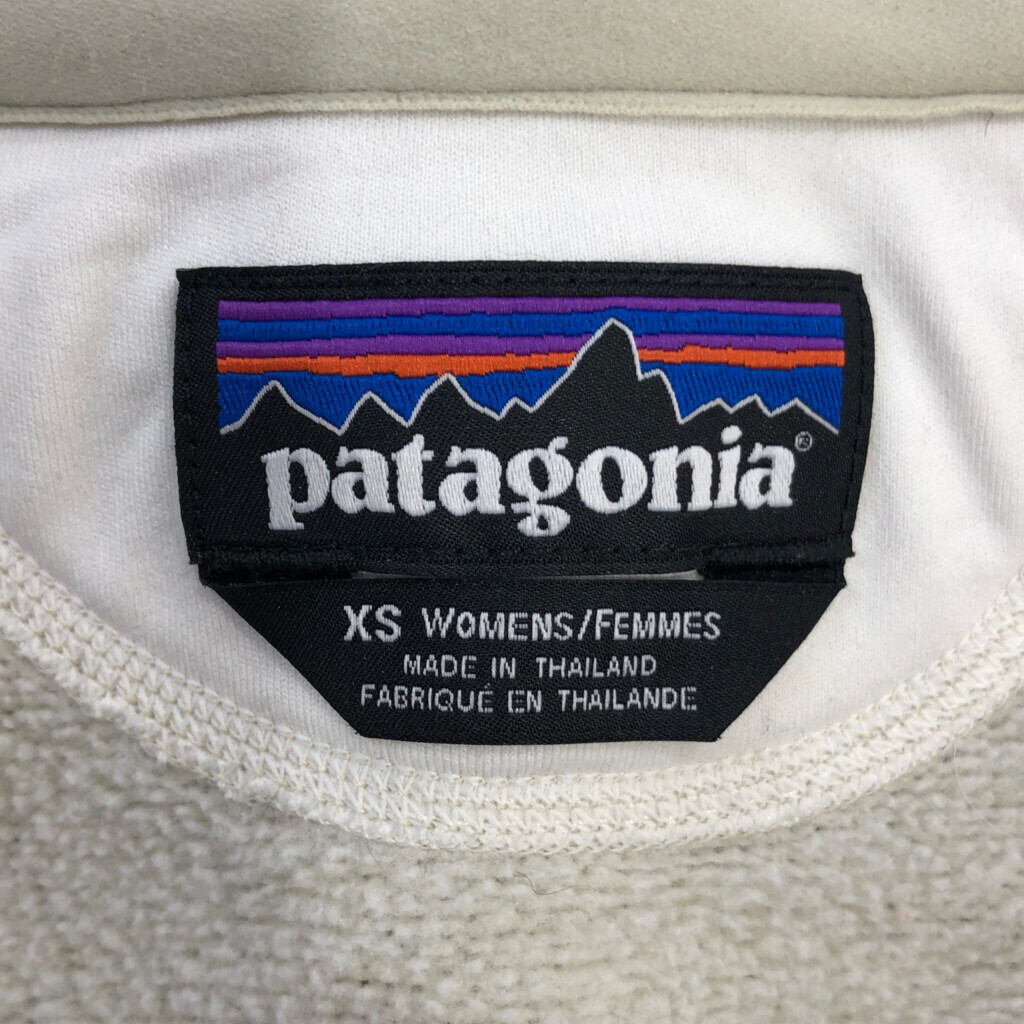 patagonia®
XS WOMENS/FEMMES
MADE IN THAILAND
FABRIQUÉ EN THAILANDE